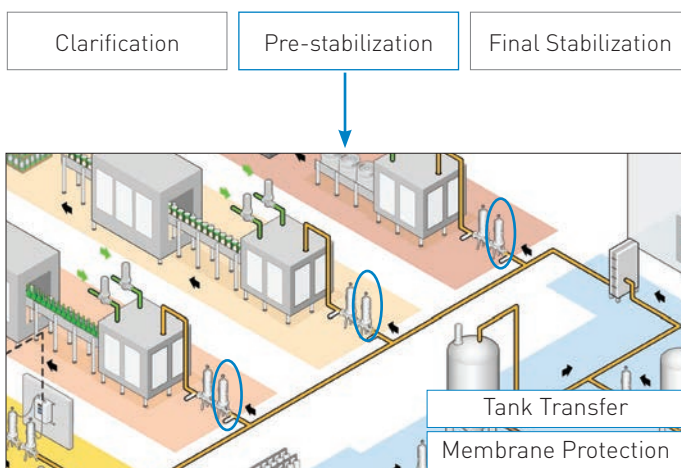 Clarification
Pre-stabilization
Final Stabilization
Tank Transfer
Membrane Protection